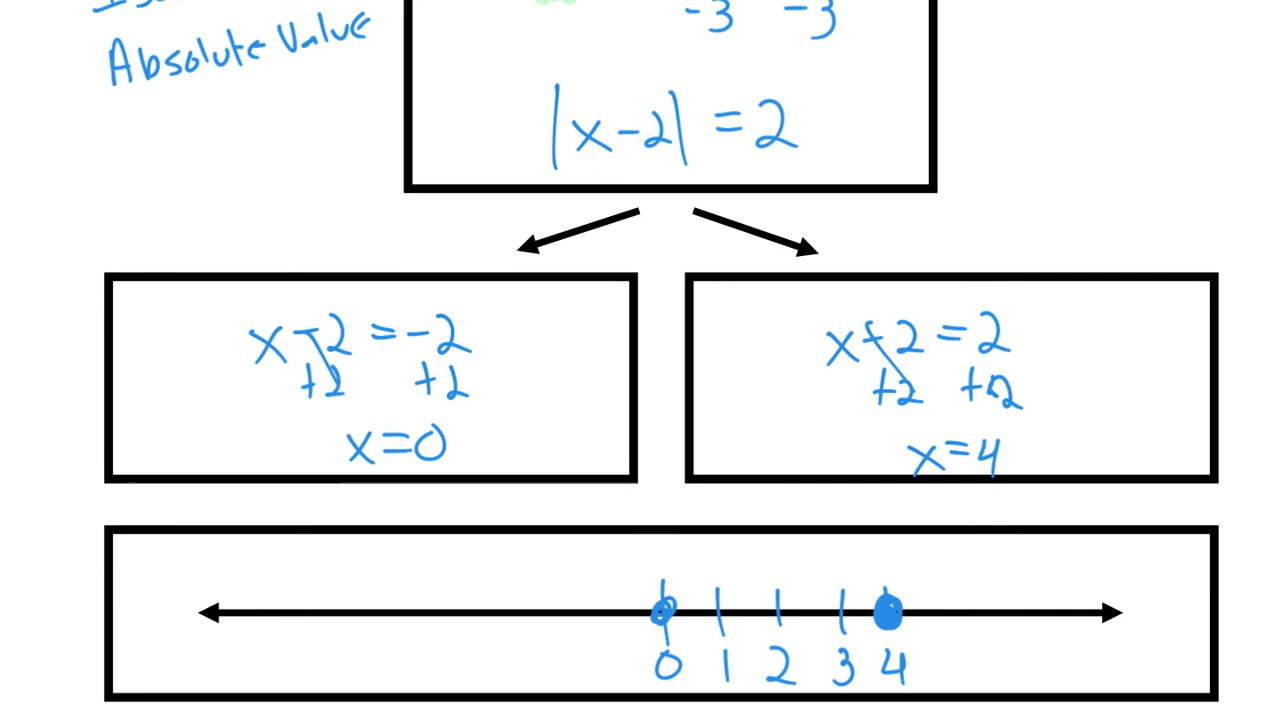 Absolute Value
-3 -3
|x-2| = 2
x-2 = -2
+2 +2
x=0
x-2 = 2
+2 +2
x=4
0 1 2 3 4